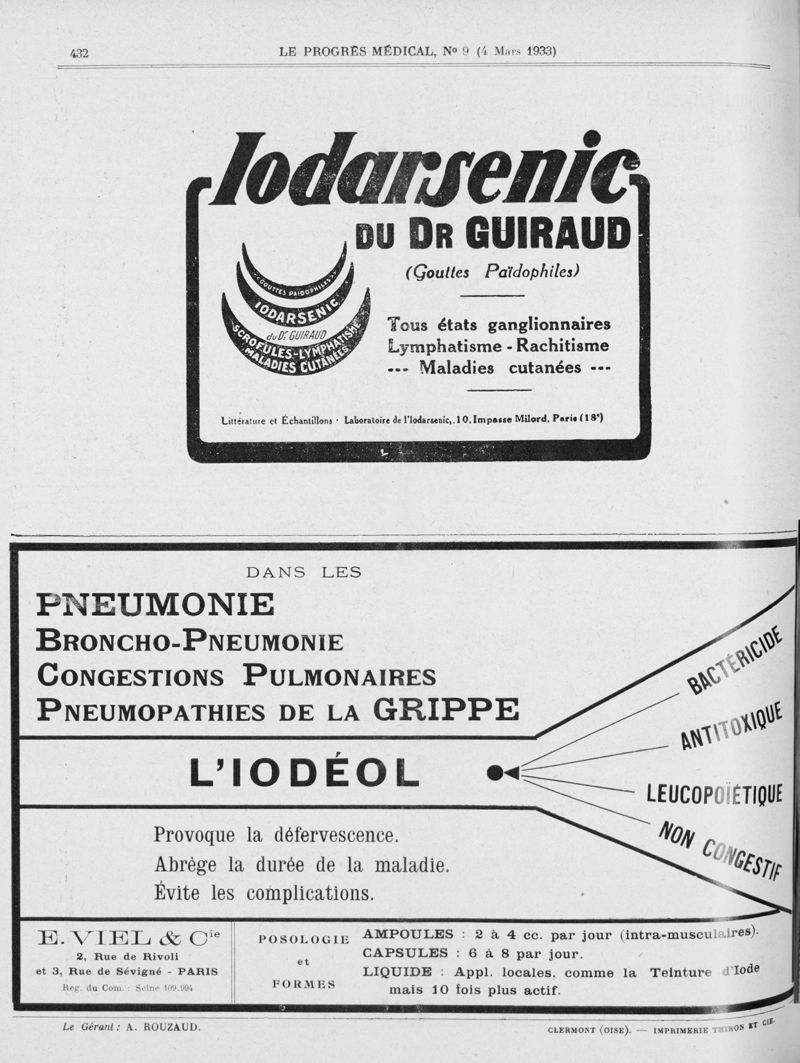 432
LE PROGRÈS MÉDICAL, No 9 (4 Mars 1933)
Iodarsenic
DU DR GUIRAUD
(Gouttes Païdophiles)
GOUTTES PAÏDOPHILES
IODARSENIC
du Dr GUIRAUD
SCROFULES-LYMPHATISME
MALADIES CUTANÉES
Tous états ganglionnaires
Lymphatisme - Rachitisme
--- Maladies cutanées ---
Littérature et Échantillons · Laboratoire de l'Iodarsenic,.10, Impasse Milord, Paris (18e)
DANS LES
PNEUMONIE
BRONCHO-PNEUMONIE
CONGESTIONS PULMONAIRES
PNEUMOPATHIES DE LA GRIPPE
L'IODÉOL
BACTÉRICIDE
ANTITOXIQUE
LEUCOPOÏÉTIQUE
NON CONGESTIF
Provoque la défervescence.
Abrège la durée de la maladie.
Évite les complications.
E. VIEL & Cie
2, Rue de Rivoli
et 3, Rue de Sévigné - PARIS
Reg. du Com. : Seine 109.994
POSOLOGIE
et
FORMES
AMPOULES : 2 à 4 cc. par jour (intra-musculaires).
CAPSULES : 6 à 8 par jour.
LIQUIDE : Appl. locales, comme la Teinture d'Iode
mais 10 fois plus actif.
Le Gérant : A. ROUZAUD.
CLERMONT (OISE). — IMPRIMERIE THIRON ET CIE.